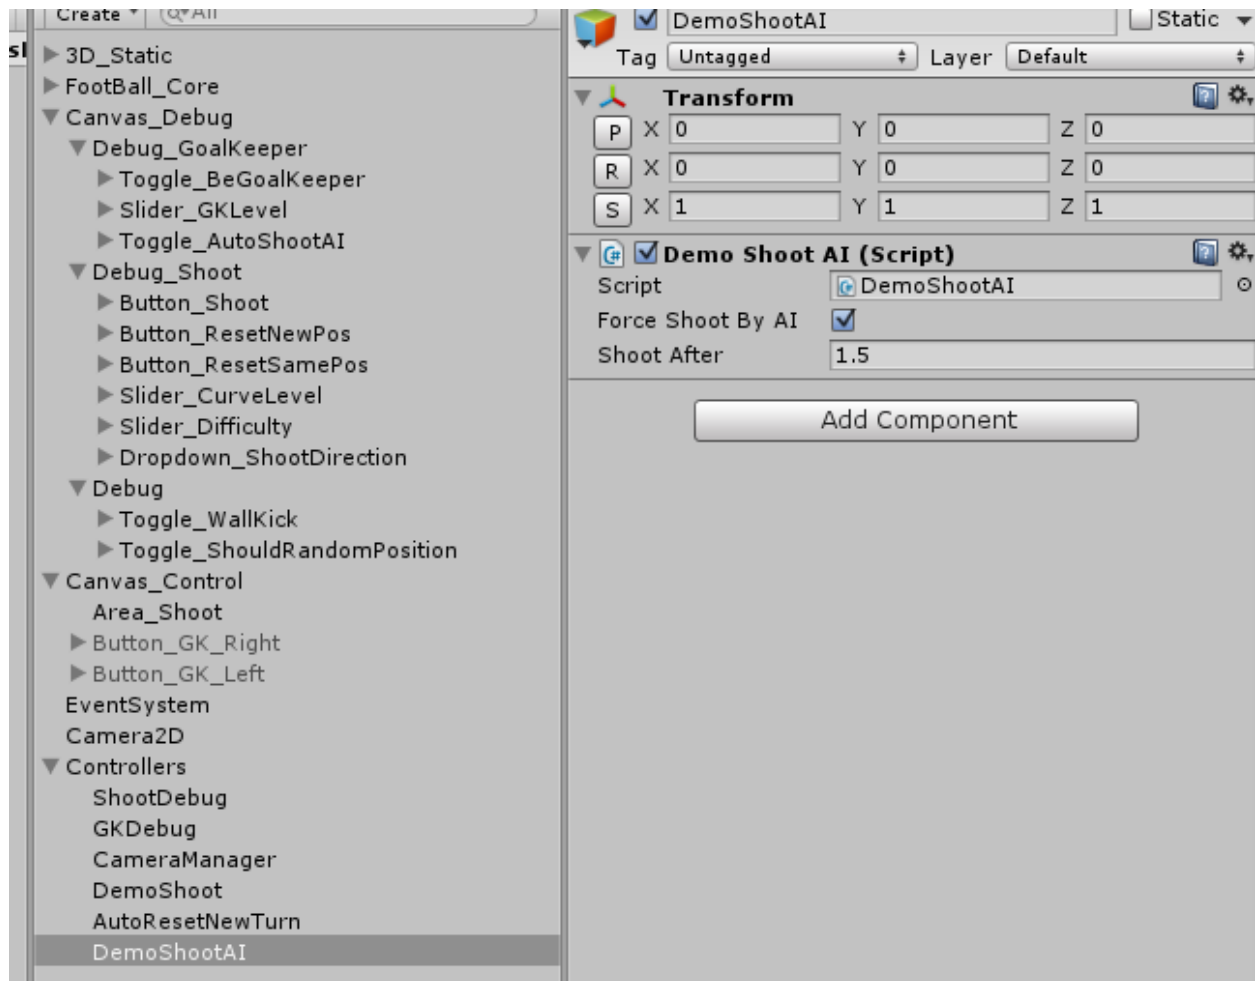 Create
All
sl
3D_Static
FootBall_Core
Canvas_Debug
Debug_GoalKeeper
Toggle_BeGoalKeeper
Slider_GKLevel
Toggle_AutoShootAI
Debug_Shoot
Button_Shoot
Button_ResetNewPos
Button_ResetSamePos
Slider_CurveLevel
Slider_Difficulty
Dropdown_ShootDirection
Debug
Toggle_WallKick
Toggle_ShouldRandomPosition
Canvas_Control
Area_Shoot
Button_GK_Right
Button_GK_Left
EventSystem
Camera2D
Controllers
ShootDebug
GKDebug
CameraManager
DemoShoot
AutoResetNewTurn
DemoShootAI
DemoShootAI Static
Tag Untagged Layer Default
Transform
P X 0 Y 0 Z 0
R X 0 Y 0 Z 0
S X 1 Y 1 Z 1
C# Demo Shoot AI (Script)
Script DemoShootAI
Force Shoot By AI
Shoot After 1.5
Add Component